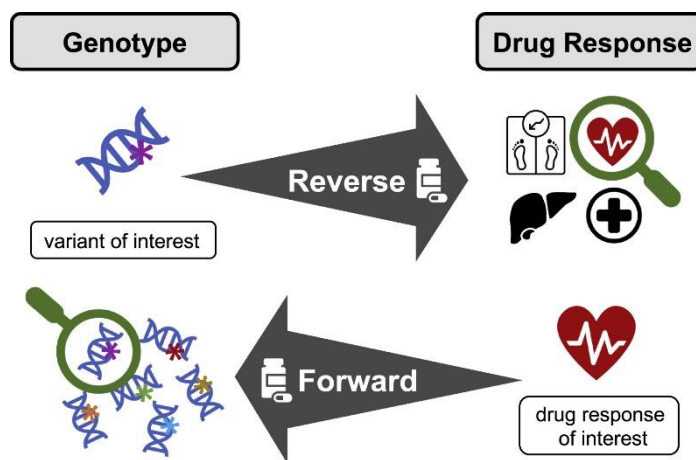 Genotype
Drug Response
Reverse
variant of interest
Forward
drug response
of interest